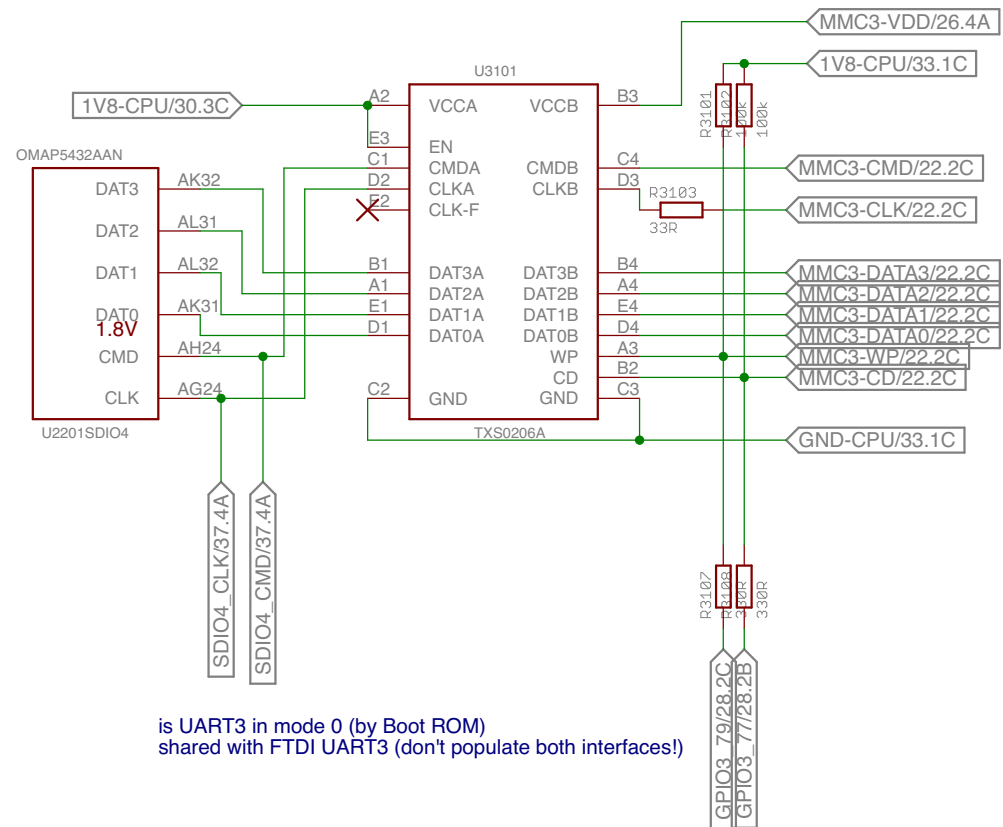 MMC3-VDD/26.4A
1V8-CPU/33.1C
U3101
1V8-CPU/30.3C
A2
VCCA
VCCB
B3
R3101
R3102
100k
100k
E3
EN
OMAP5432AAN
C1
CMDA
CMDB
C4
MMC3-CMD/22.2C
DAT3
AK32
D2
CLKA
CLKB
D3
R3103
E2
CLK-F
33R
MMC3-CLK/22.2C
DAT2
AL31
DAT1
AL32
B1
DAT3A
DAT3B
B4
MMC3-DATA3/22.2C
A1
DAT2A
DAT2B
A4
MMC3-DATA2/22.2C
DAT0
AK31
E1
DAT1A
DAT1B
E4
MMC3-DATA1/22.2C
1.8V
D1
DAT0A
DAT0B
D4
MMC3-DATA0/22.2C
CMD
AH24
WP
A3
MMC3-WP/22.2C
CD
B2
MMC3-CD/22.2C
CLK
AG24
C2
GND
GND
C3
U2201SDIO4
TXS0206A
GND-CPU/33.1C
SDIO4_CLK/37.4A
SDIO4_CMD/37.4A
R3107
R3108
330R
330R
GPIO3_79/28.2C
GPIO3_77/28.2B
is UART3 in mode 0 (by Boot ROM)
shared with FTDI UART3 (don't populate both interfaces!)